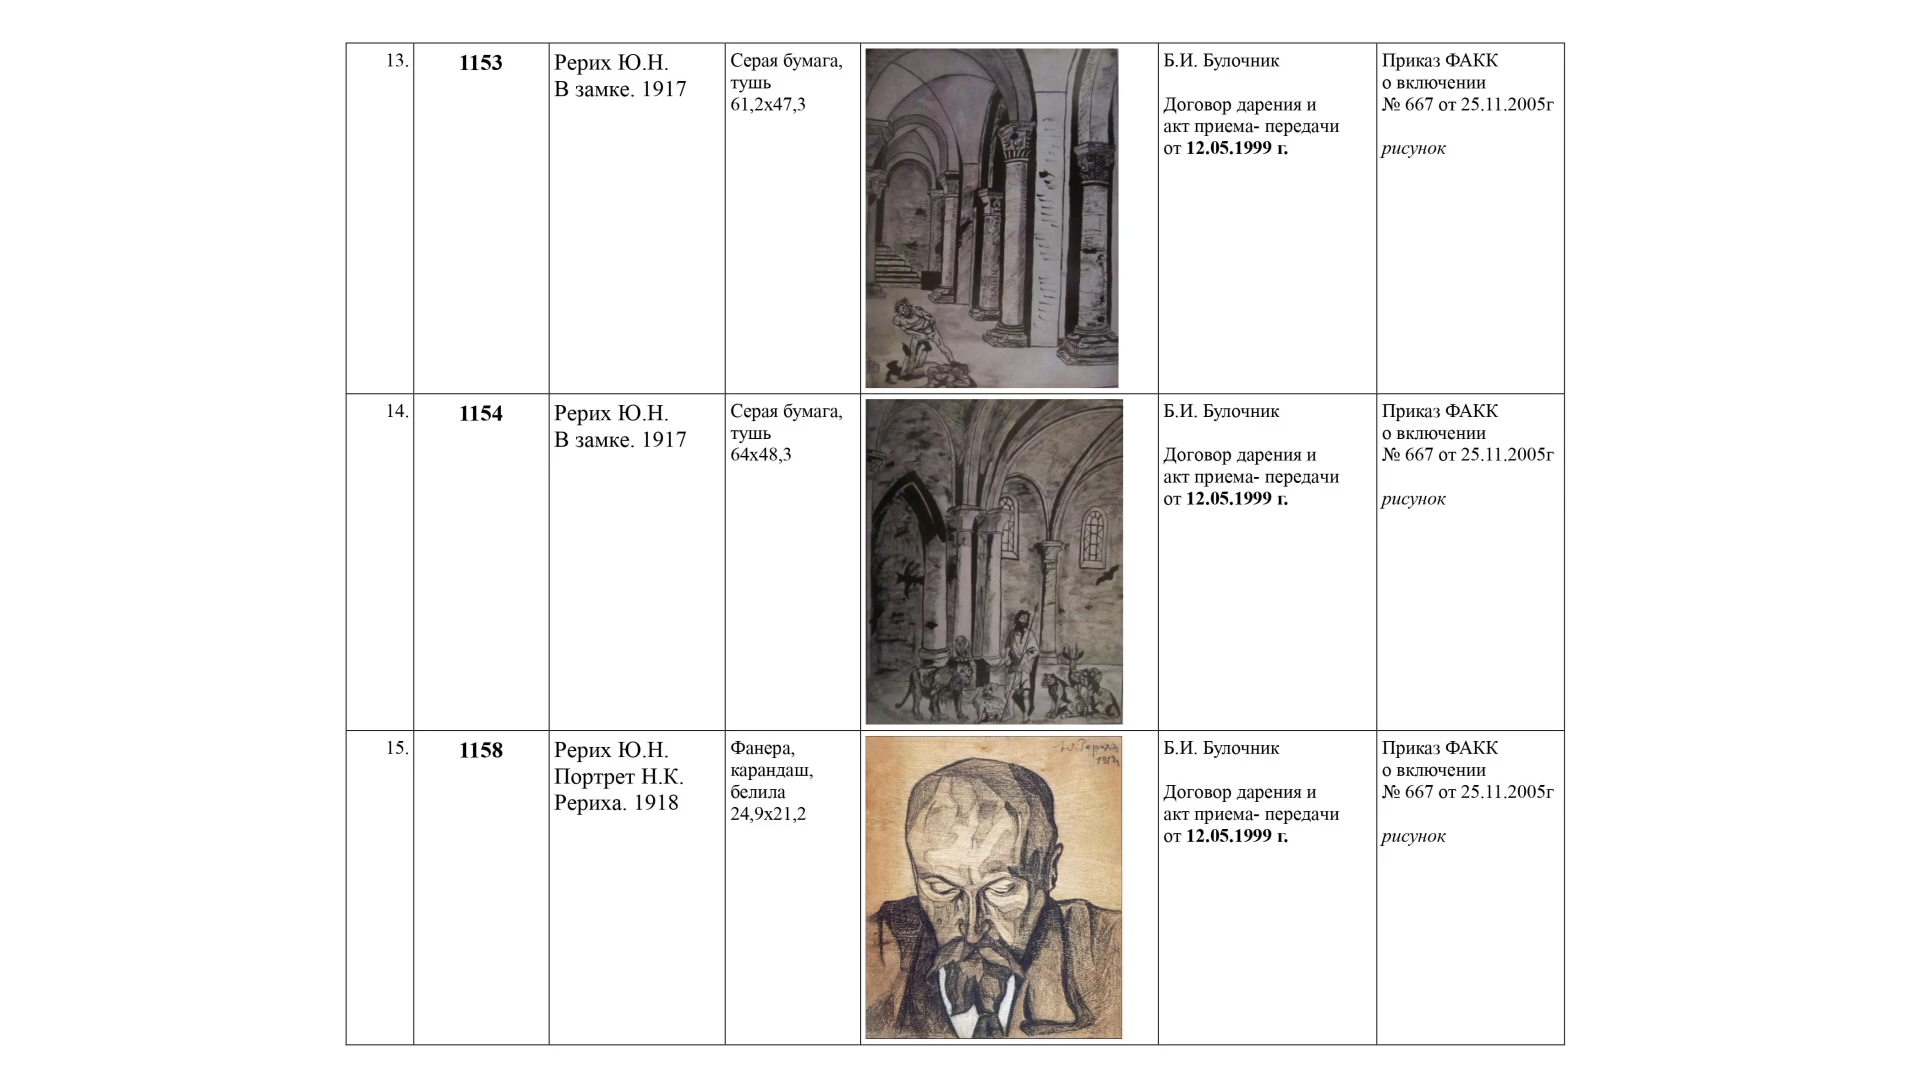 13.
1153
Рерих Ю.Н.
В замке. 1917
Серая бумага,
тушь
61,2х47,3
Б.И. Булочник
Договор дарения и
акт приема- передачи
от 12.05.1999 г.
Приказ ФАКК
о включении
№ 667 от 25.11.2005г
рисунок
14.
1154
Рерих Ю.Н.
В замке. 1917
Серая бумага,
тушь
64х48,3
Б.И. Булочник
Договор дарения и
акт приема- передачи
от 12.05.1999 г.
Приказ ФАКК
о включении
№ 667 от 25.11.2005г
рисунок
15.
1158
Рерих Ю.Н.
Портрет Н.К.
Рериха. 1918
Фанера,
карандаш,
белила
24,9х21,2
Ю. Рерих
Б.И. Булочник
Договор дарения и
акт приема- передачи
от 12.05.1999 г.
Приказ ФАКК
о включении
№ 667 от 25.11.2005г
рисунок